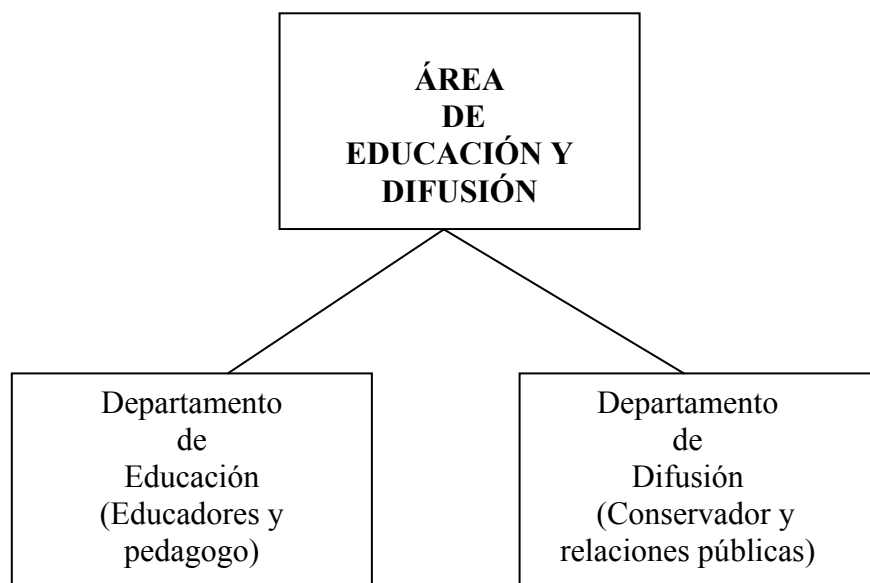 ÁREA
DE
EDUCACIÓN Y
DIFUSIÓN
Departamento
de
Educación
(Educadores y
pedagogo)
Departamento
de
Difusión
(Conservador y
relaciones públicas)